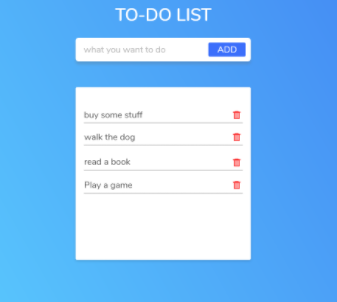 TO-DO LIST
what you want to do ADD
buy some stuff
walk the dog
read a book
Play a game